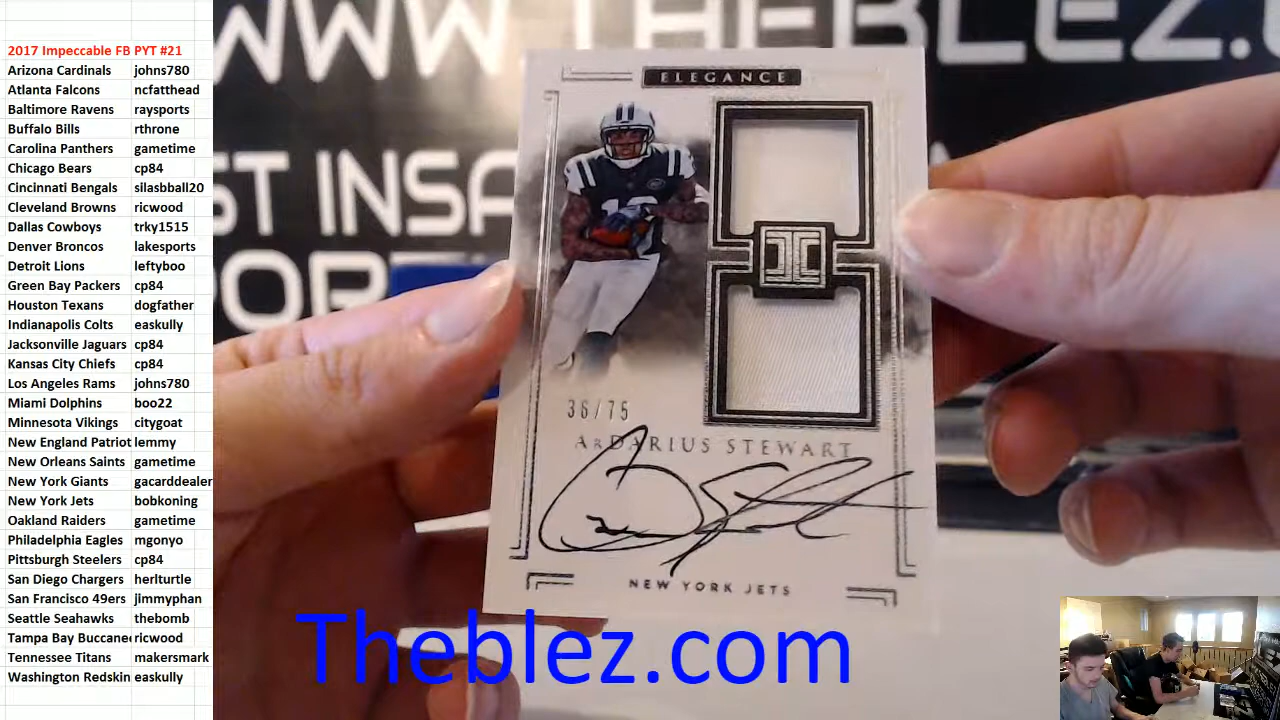 2017 Impeccable FB PYT #21
Arizona Cardinals johns780
Atlanta Falcons ncfatthead
Baltimore Ravens raysports
Buffalo Bills rthrone
Carolina Panthers gametime
Chicago Bears cp84
Cincinnati Bengals silasbball20
Cleveland Browns ricwood
Dallas Cowboys trky1515
Denver Broncos lakesports
Detroit Lions leftyboo
Green Bay Packers cp84
Houston Texans dogfather
Indianapolis Colts easkully
Jacksonville Jaguars cp84
Kansas City Chiefs cp84
Los Angeles Rams johns780
Miami Dolphins boo22
Minnesota Vikings citygoat
New England Patriot lemmy
New Orleans Saints gametime
New York Giants gacarddealer
New York Jets bobkoning
Oakland Raiders gametime
Philadelphia Eagles mgonyo
Pittsburgh Steelers cp84
San Diego Chargers herlturtle
San Francisco 49ers jimmyphan
Seattle Seahawks thebomb
Tampa Bay Buccanee ricwood
Tennessee Titans makersmark
Washington Redskin easkully
WWW.THEBLEZ.
ST INSA
POR
ELEGANCE
36/75
ARDARIUS STEWART
NEW YORK JETS
Theblez.com